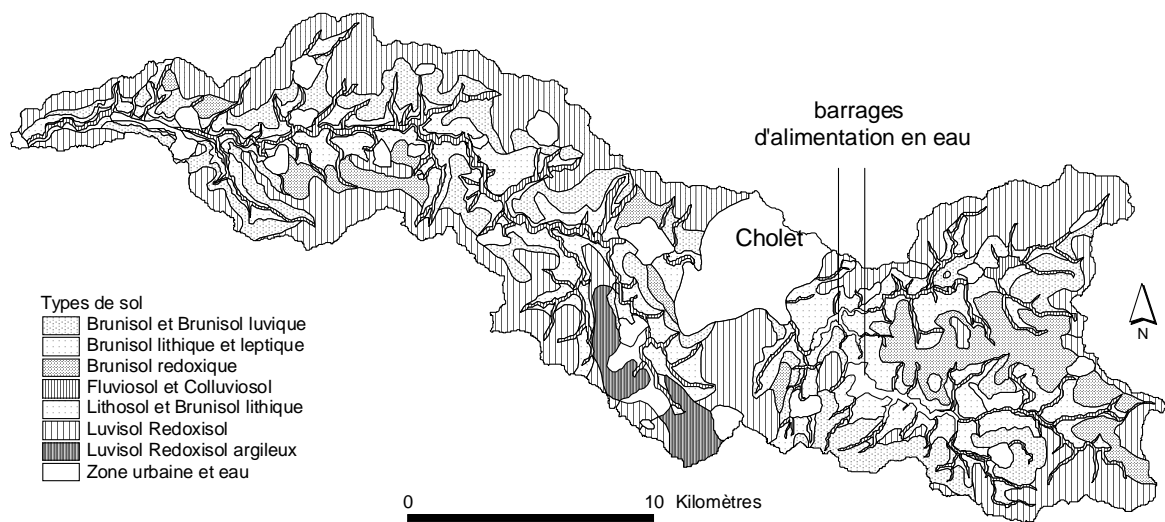 barrages
d'alimentation en eau
Cholet
Types de sol
Brunisol et Brunisol luvique
Brunisol lithique et leptique
Brunisol redoxique
Fluviosol et Colluviosol
Lithosol et Brunisol lithique
Luvisol Redoxisol
Luvisol Redoxisol argileux
Zone urbaine et eau
N
0 10 Kilomètres